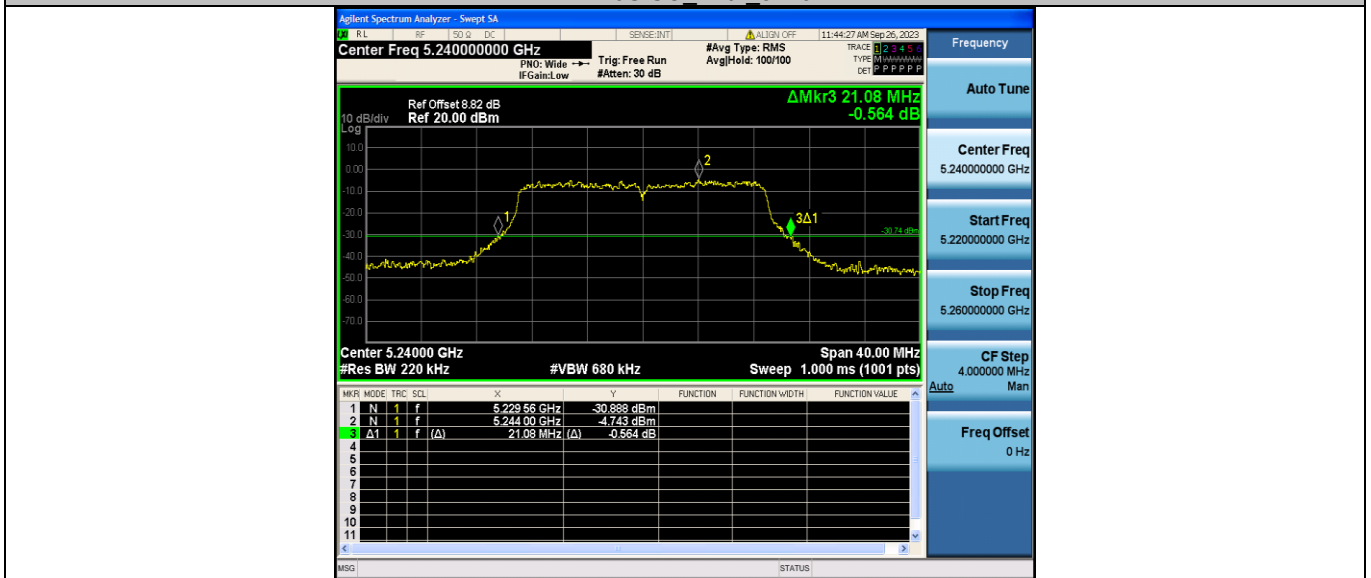 Agilent Spectrum Analyzer - Swept SA
RL RF 50 Ω DC SENSE:INT ALIGN OFF 11:44:27 AM Sep 26, 2023
Center Freq 5.240000000 GHz #Avg Type: RMS TRACE 1 2 3 4 5 6
PNO: Wide Trig: Free Run Avg|Hold: 100/100 TYPE M
IFGain:Low #Atten: 30 dB DET P P P P P P
Frequency
Auto Tune
Center Freq
5.240000000 GHz
Start Freq
5.220000000 GHz
Stop Freq
5.260000000 GHz
CF Step
4.000000 MHz
Auto Man
Freq Offset
0 Hz
ΔMkr3 21.08 MHz
-0.564 dB
Ref Offset 8.82 dB
10 dB/div Ref 20.00 dBm
Log
10.0
0.00
-10.0
-20.0
-30.0
-40.0
-50.0
-60.0
-70.0
1
2
3Δ1
-30.74 dBm
Center 5.24000 GHz Span 40.00 MHz
#Res BW 220 kHz #VBW 680 kHz Sweep 1.000 ms (1001 pts)
MKR MODE TRC SCL X Y FUNCTION FUNCTION WIDTH FUNCTION VALUE
1 N 1 f 5.229 56 GHz -30.888 dBm
2 N 1 f 5.244 00 GHz -4.743 dBm
3 Δ1 1 f (Δ) 21.08 MHz (Δ) -0.564 dB
4
5
6
7
8
9
10
11
MSG STATUS